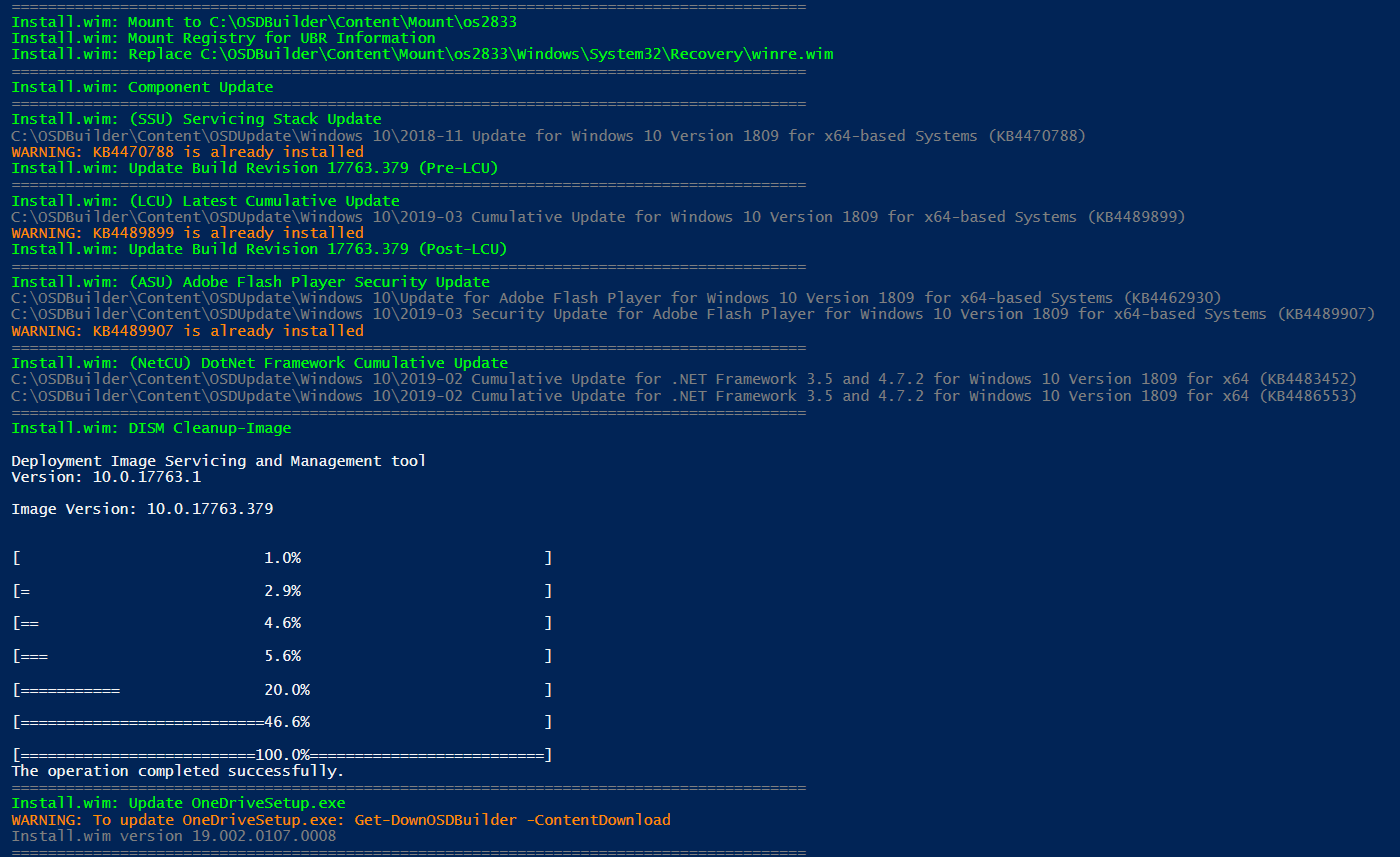 ========================================================================================
Install.wim: Mount to C:\OSDBuilder\Content\Mount\os2833
Install.wim: Mount Registry for UBR Information
Install.wim: Replace C:\OSDBuilder\Content\Mount\os2833\Windows\System32\Recovery\winre.wim
========================================================================================
Install.wim: Component Update
========================================================================================
Install.wim: (SSU) Servicing Stack Update
C:\OSDBuilder\Content\OSDUpdate\Windows 10\2018-11 Update for Windows 10 Version 1809 for x64-based Systems (KB4470788)
WARNING: KB4470788 is already installed
Install.wim: Update Build Revision 17763.379 (Pre-LCU)
========================================================================================
Install.wim: (LCU) Latest Cumulative Update
C:\OSDBuilder\Content\OSDUpdate\Windows 10\2019-03 Cumulative Update for Windows 10 Version 1809 for x64-based Systems (KB4489899)
WARNING: KB4489899 is already installed
Install.wim: Update Build Revision 17763.379 (Post-LCU)
========================================================================================
Install.wim: (ASU) Adobe Flash Player Security Update
C:\OSDBuilder\Content\OSDUpdate\Windows 10\Update for Adobe Flash Player for Windows 10 Version 1809 for x64-based Systems (KB4462930)
C:\OSDBuilder\Content\OSDUpdate\Windows 10\2019-03 Security Update for Adobe Flash Player for Windows 10 Version 1809 for x64-based Systems (KB4489907)
WARNING: KB4489907 is already installed
========================================================================================
Install.wim: (NetCU) DotNet Framework Cumulative Update
C:\OSDBuilder\Content\OSDUpdate\Windows 10\2019-02 Cumulative Update for .NET Framework 3.5 and 4.7.2 for Windows 10 Version 1809 for x64 (KB4483452)
C:\OSDBuilder\Content\OSDUpdate\Windows 10\2019-02 Cumulative Update for .NET Framework 3.5 and 4.7.2 for Windows 10 Version 1809 for x64 (KB4486553)
========================================================================================
Install.wim: DISM Cleanup-Image
Deployment Image Servicing and Management tool
Version: 10.0.17763.1
Image Version: 10.0.17763.379
[                           1.0%                           ]
[=                          2.9%                           ]
[==                         4.6%                           ]
[===                        5.6%                           ]
[===========                20.0%                          ]
[===========================46.6%                          ]
[==========================100.0%==========================]
The operation completed successfully.
========================================================================================
Install.wim: Update OneDriveSetup.exe
WARNING: To update OneDriveSetup.exe: Get-DownOSDBuilder -ContentDownload
Install.wim version 19.002.0107.0008
========================================================================================